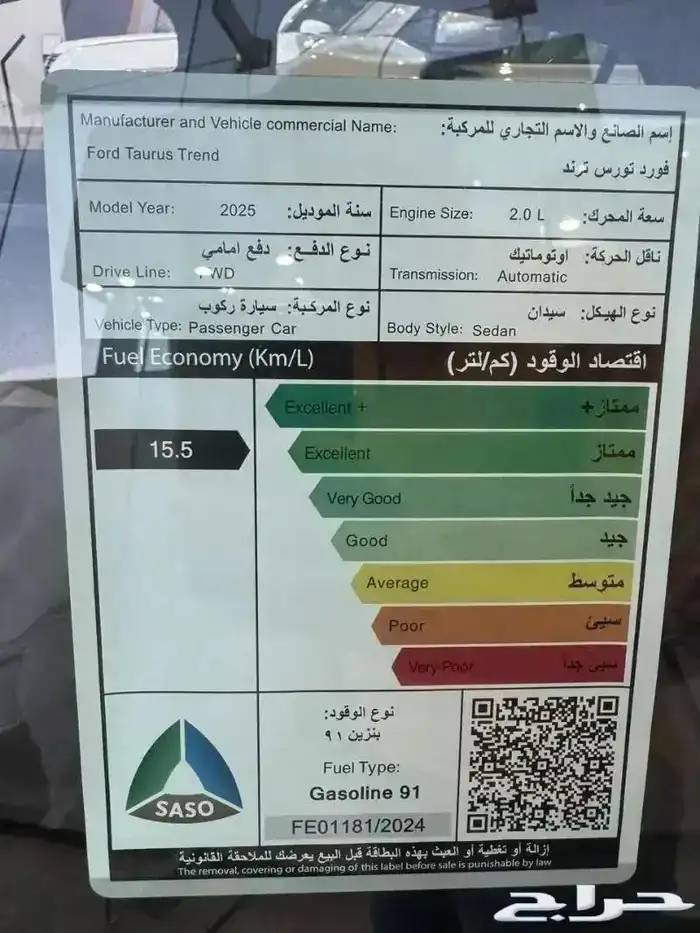 Manufacturer and Vehicle commercial Name: إسم الصانع والاسم التجاري للمركبة:
Ford Taurus Trend
فورد تورس ترند
Model Year: 2025 سنة الموديل:
Engine Size: 2.0 L سعة المحرك:
نوع الدفع: دفع امامي
Drive Line: WD
ناقل الحركة: اوتوماتيك
Transmission: Automatic
نوع المركبة: سيارة ركوب
Vehicle Type: Passenger Car
نوع الهيكل: سيدان
Body Style: Sedan
Fuel Economy (Km/L) اقتصاد الوقود (كم/لتر)
Excellent + ممتاز+
15.5
Excellent ممتاز
Very Good جيد جداً
Good جيد
Average متوسط
Poor سيئ
Very Poor سيئ جداً
SASO
نوع الوقود:
بنزين ٩١
Fuel Type:
Gasoline 91
FE01181/2024
إزالة أو تغطية أو العبث بهذه البطاقة قبل البيع يعرضك للملاحقة القانونية
The removal, covering or damaging of this label before sale is punishable by law
حراج